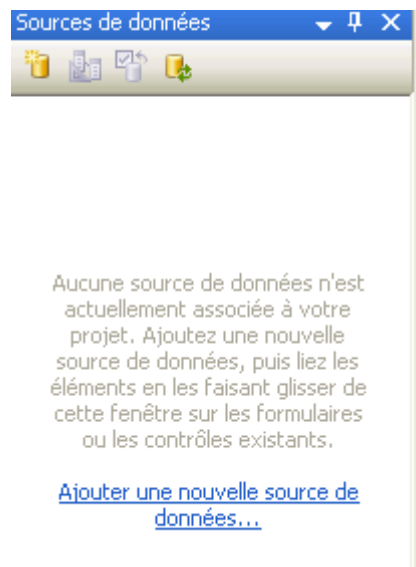 Sources de données
Aucune source de données n'est
actuellement associée à votre
projet. Ajoutez une nouvelle
source de données, puis liez les
éléments en les faisant glisser de
cette fenêtre sur les formulaires
ou les contrôles existants.
Ajouter une nouvelle source de
données...